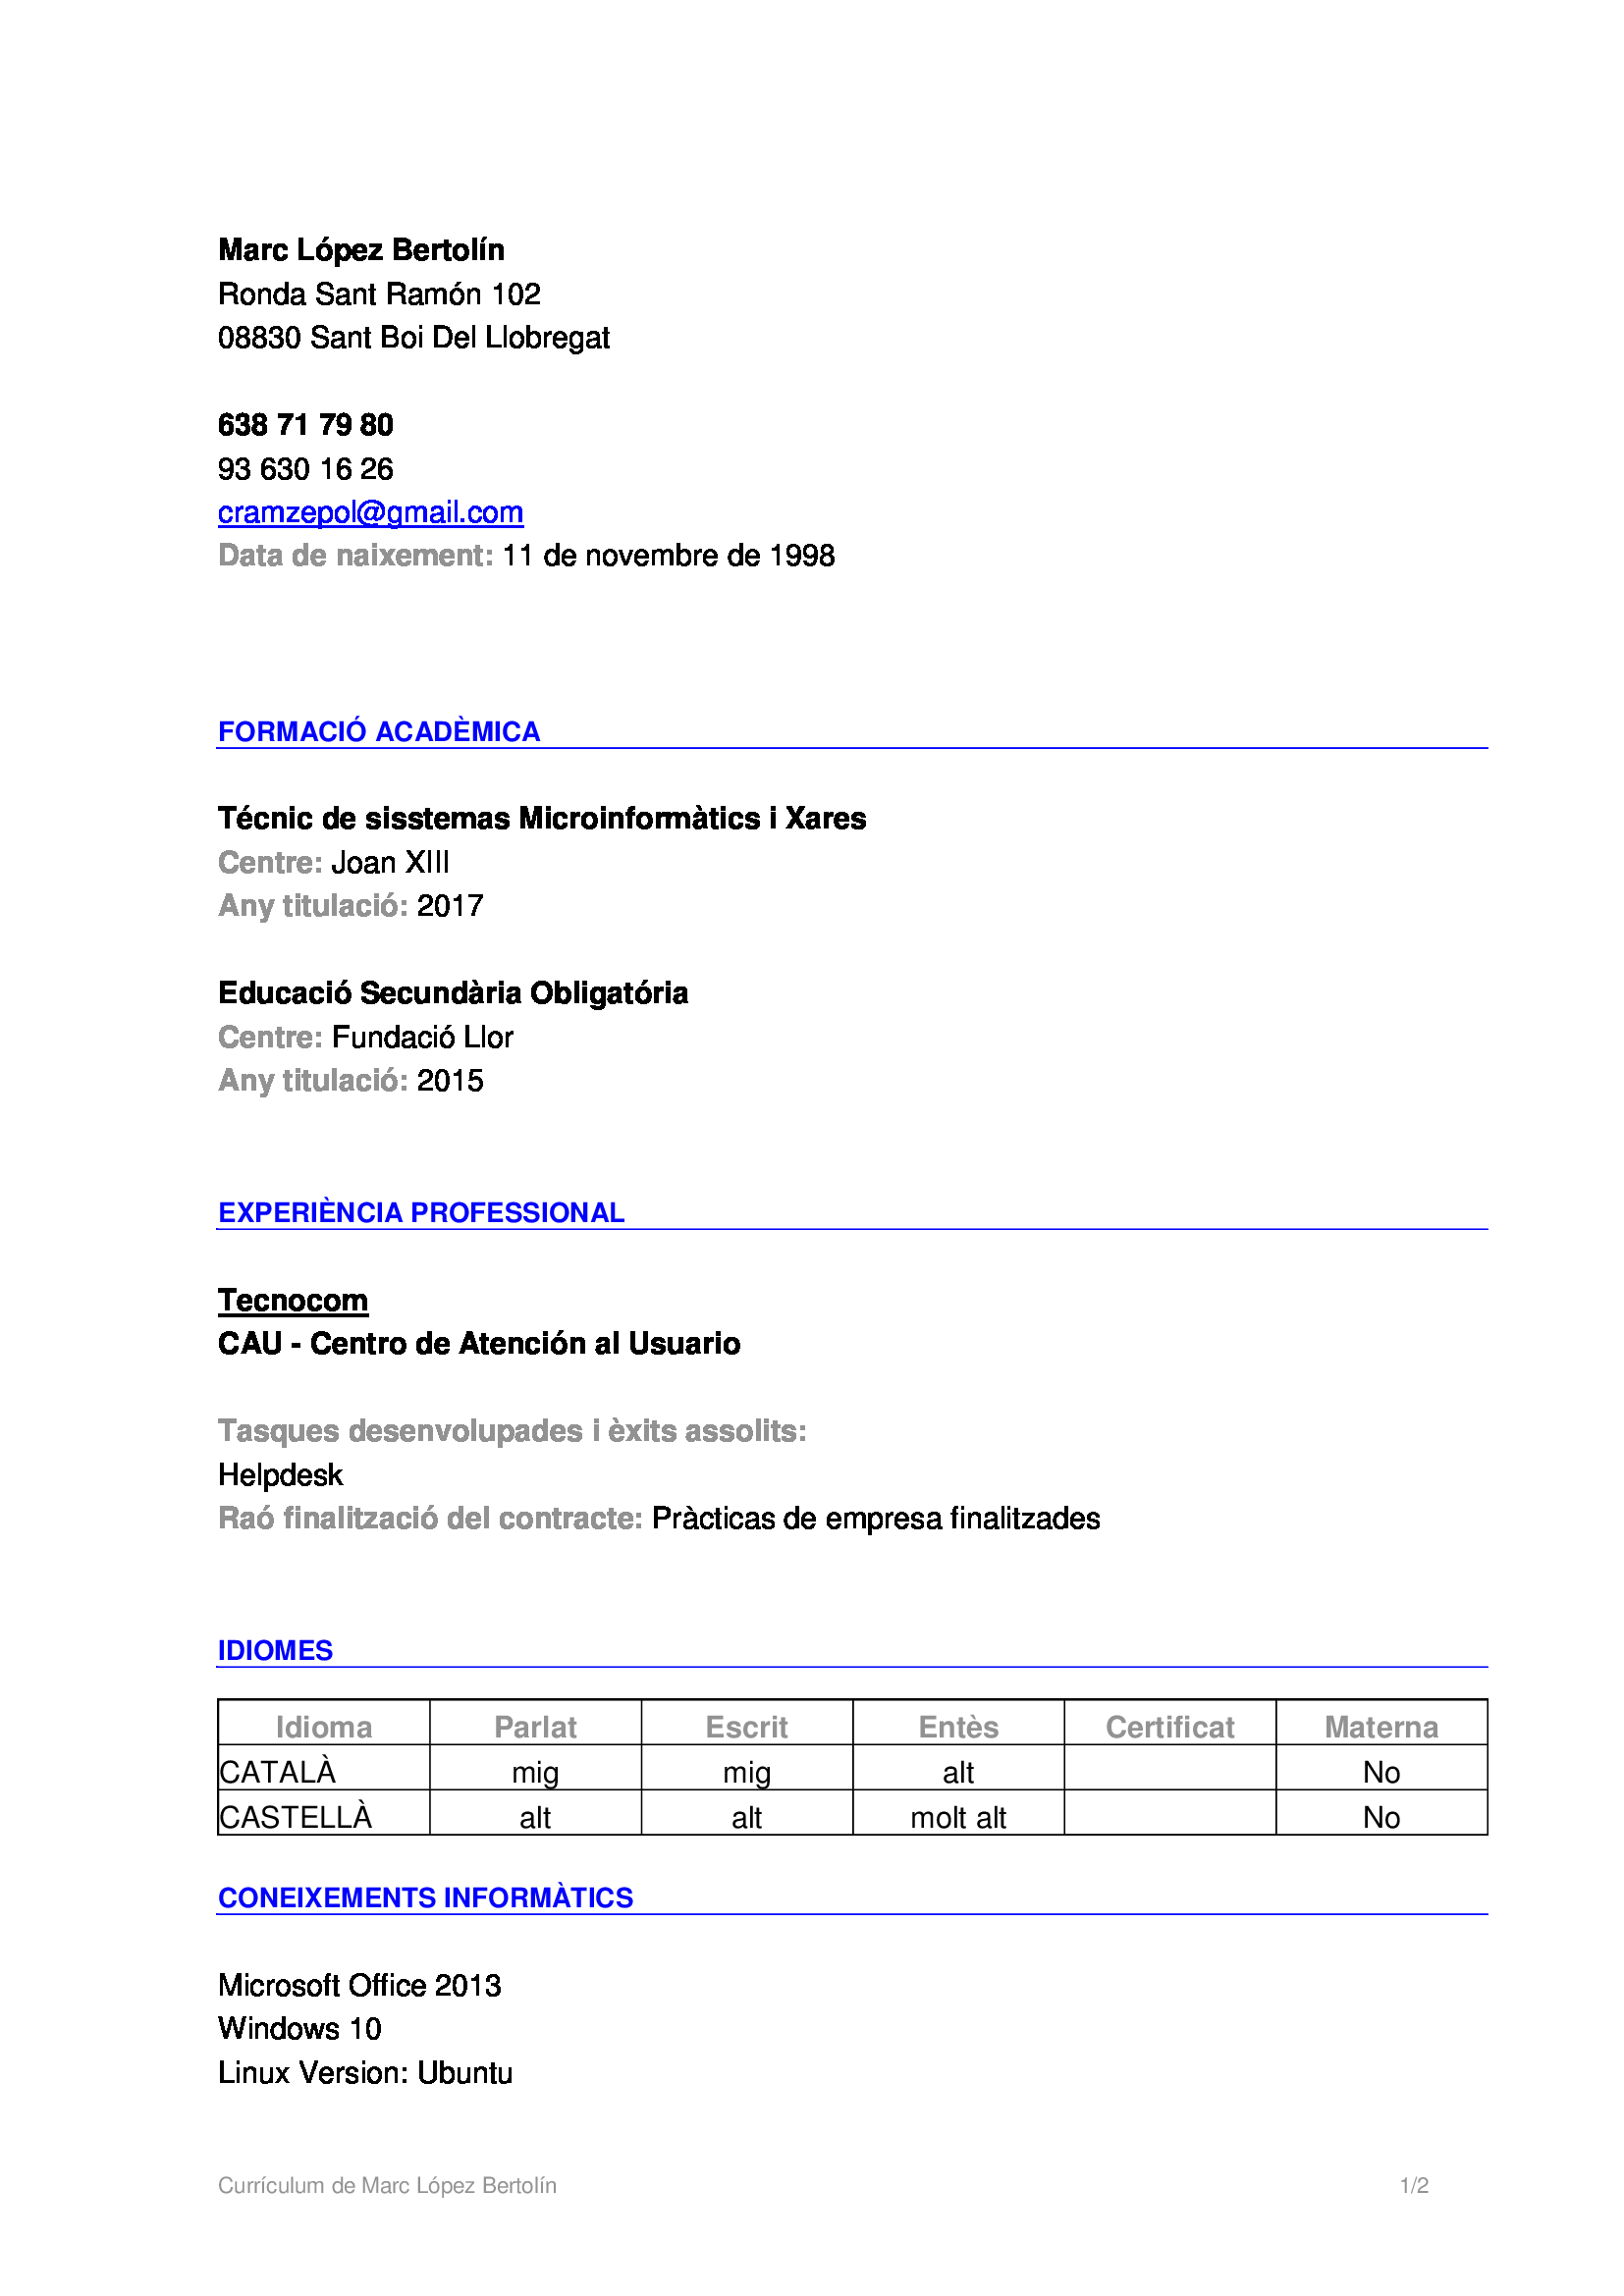 Marc López Bertolín
Ronda Sant Ramón 102
08830 Sant Boi Del Llobregat
638 71 79 80
93 630 16 26
cramzepol@gmail.com
Data de naixement: 11 de novembre de 1998
FORMACIÓ ACADÈMICA
Técnic de sisstemas Microinformàtics i Xares
Centre: Joan XIII
Any titulació: 2017
Educació Secundària Obligatória
Centre: Fundació Llor
Any titulació: 2015
EXPERIÈNCIA PROFESSIONAL
Tecnocom
CAU - Centro de Atención al Usuario
Tasques desenvolupades i èxits assolits:
Helpdesk
Raó finalització del contracte: Pràcticas de empresa finalitzades
IDIOMES
Idioma Parlat Escrit Entès Certificat Materna
CATALÀ mig mig alt No
CASTELLÀ alt alt molt alt No
CONEIXEMENTS INFORMÀTICS
Microsoft Office 2013
Windows 10
Linux Version: Ubuntu
Currículum de Marc López Bertolín 1/2